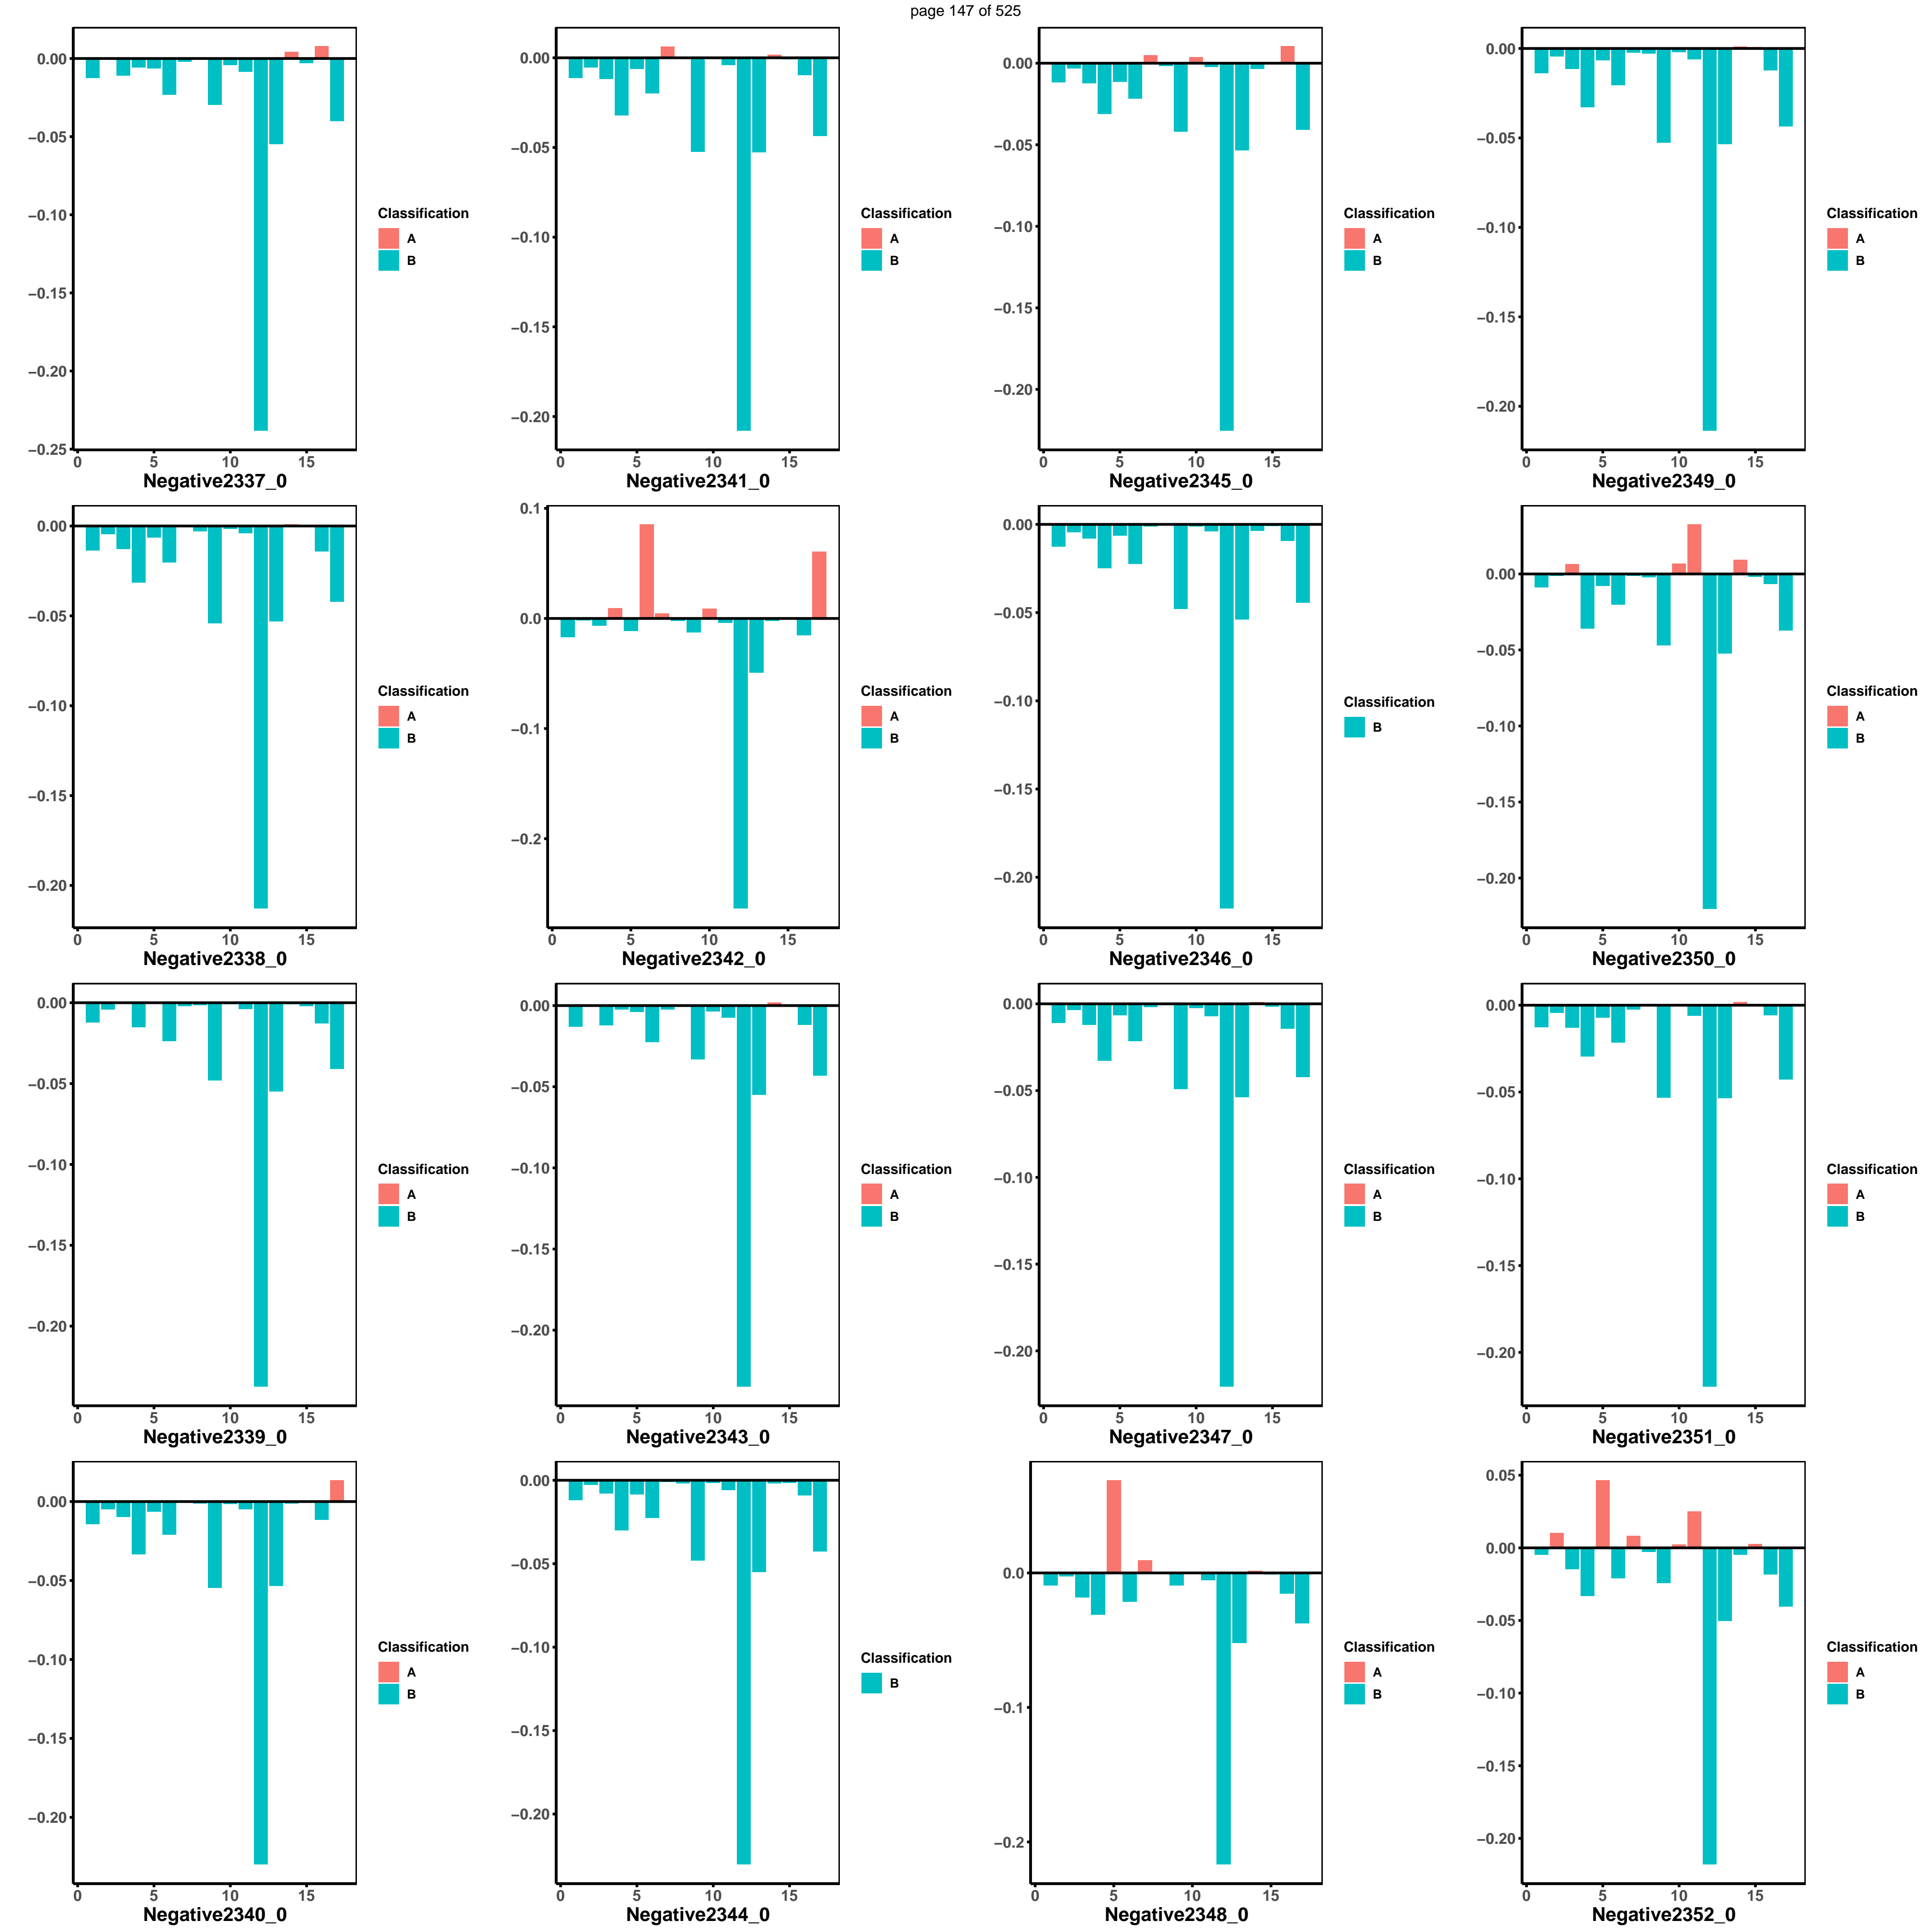 page 147 of 525
0.00
−0.05
−0.10
−0.15
−0.20
−0.25
0 5 10 15
Negative2337_0
Classification
A
B
0.00
−0.05
−0.10
−0.15
−0.20
0 5 10 15
Negative2341_0
Classification
A
B
0.00
−0.05
−0.10
−0.15
−0.20
0 5 10 15
Negative2345_0
Classification
A
B
0.00
−0.05
−0.10
−0.15
−0.20
0 5 10 15
Negative2349_0
Classification
A
B
0.00
−0.05
−0.10
−0.15
−0.20
0 5 10 15
Negative2338_0
Classification
A
B
0.1
0.0
−0.1
−0.2
0 5 10 15
Negative2342_0
Classification
A
B
0.00
−0.05
−0.10
−0.15
−0.20
0 5 10 15
Negative2346_0
Classification
B
0.00
−0.05
−0.10
−0.15
−0.20
0 5 10 15
Negative2350_0
Classification
A
B
0.00
−0.05
−0.10
−0.15
−0.20
0 5 10 15
Negative2339_0
Classification
A
B
0.00
−0.05
−0.10
−0.15
−0.20
0 5 10 15
Negative2343_0
Classification
A
B
0.00
−0.05
−0.10
−0.15
−0.20
0 5 10 15
Negative2347_0
Classification
A
B
0.00
−0.05
−0.10
−0.15
−0.20
0 5 10 15
Negative2351_0
Classification
A
B
0.00
−0.05
−0.10
−0.15
−0.20
0 5 10 15
Negative2340_0
Classification
A
B
0.00
−0.05
−0.10
−0.15
−0.20
0 5 10 15
Negative2344_0
Classification
B
0.0
−0.1
−0.2
0 5 10 15
Negative2348_0
Classification
A
B
0.05
0.00
−0.05
−0.10
−0.15
−0.20
0 5 10 15
Negative2352_0
Classification
A
B